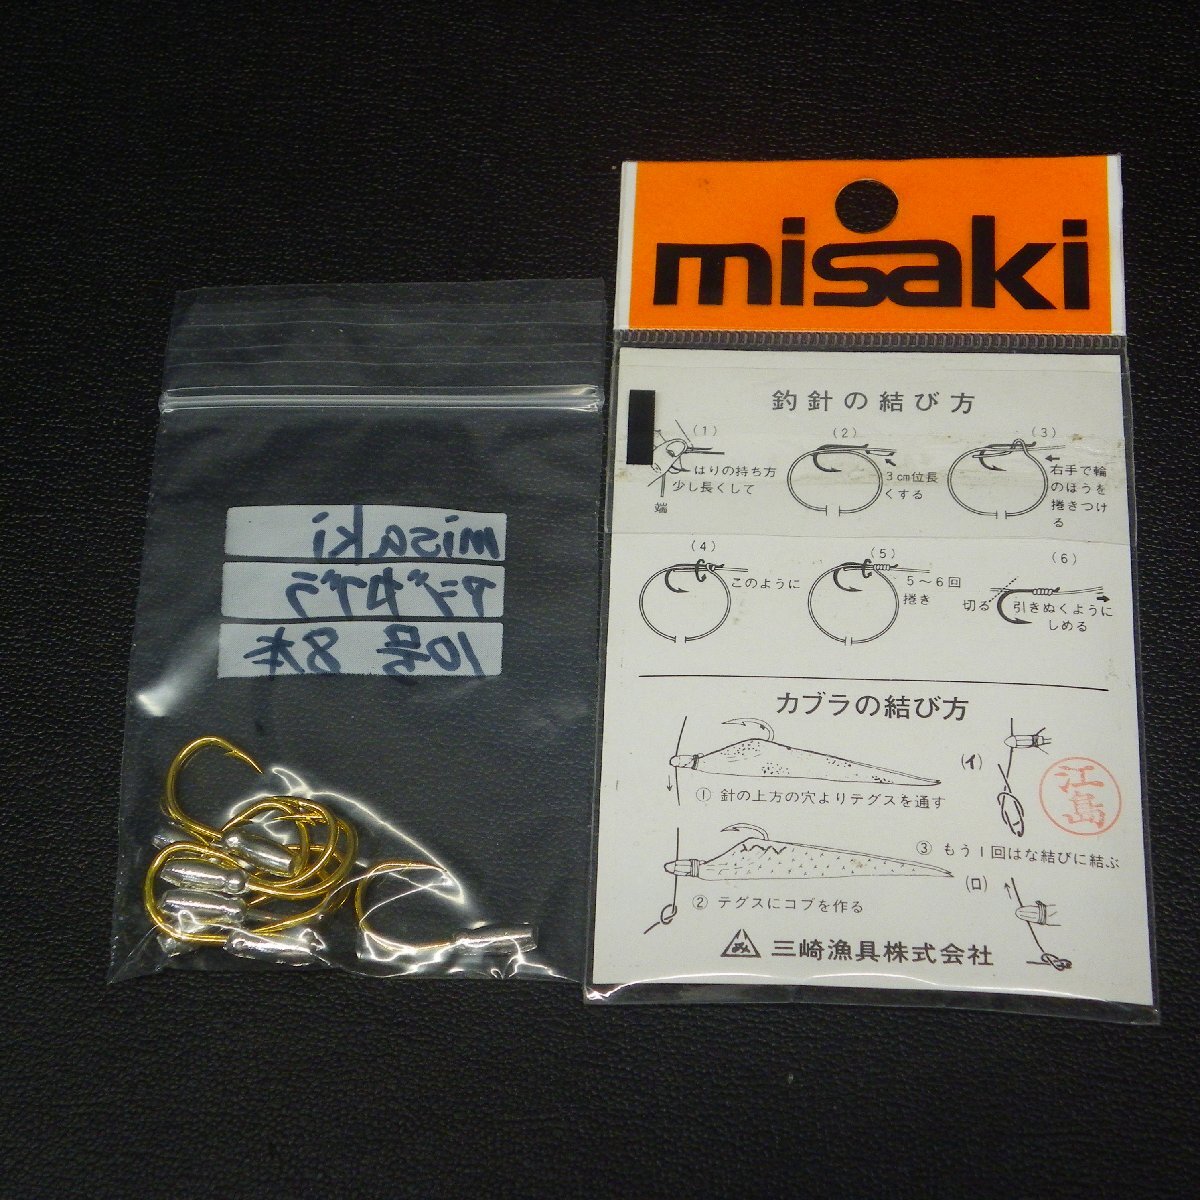 misaki
アジカブラ
10号 8本
misaki
釣針の結び方
(1)
はりの持ち方
少し長くして
端
(2)
3cm位長
くする
(3)
右手で輪
のほうを
捲きつけ
る
(4)
このように
(5)
5〜6回
捲き
(6)
切る
引きぬくように
しめる
カブラの結び方
① 針の上方の穴よりテグスを通す
(イ)
江島
② テグスにコブを作る
③ もう1回はな結びに結ぶ
(ロ)
三崎漁具株式会社